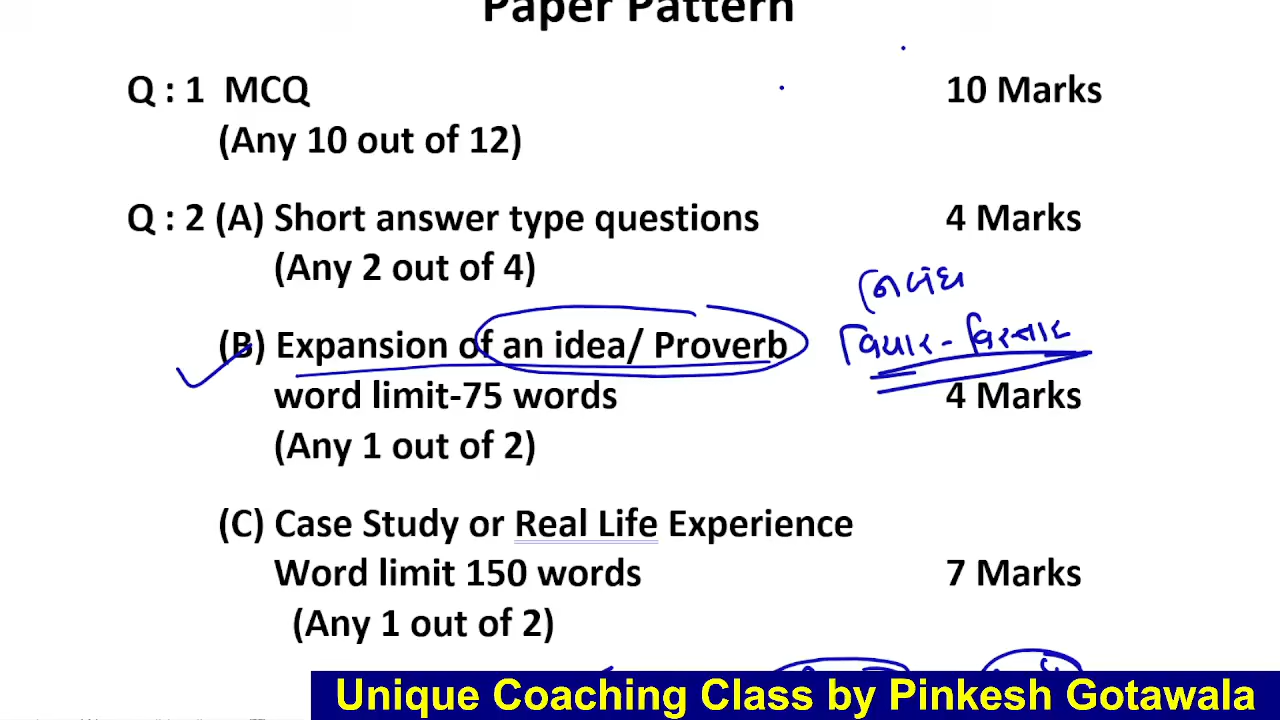 Paper Pattern
Q : 1 MCQ 10 Marks
(Any 10 out of 12)
Q : 2 (A) Short answer type questions 4 Marks
(Any 2 out of 4)
નિબંધ
(B) Expansion of an idea/ Proverb વિચાર - વિસ્તાર
word limit-75 words 4 Marks
(Any 1 out of 2)
(C) Case Study or Real Life Experience
Word limit 150 words 7 Marks
(Any 1 out of 2)
Unique Coaching Class by Pinkesh Gotawala